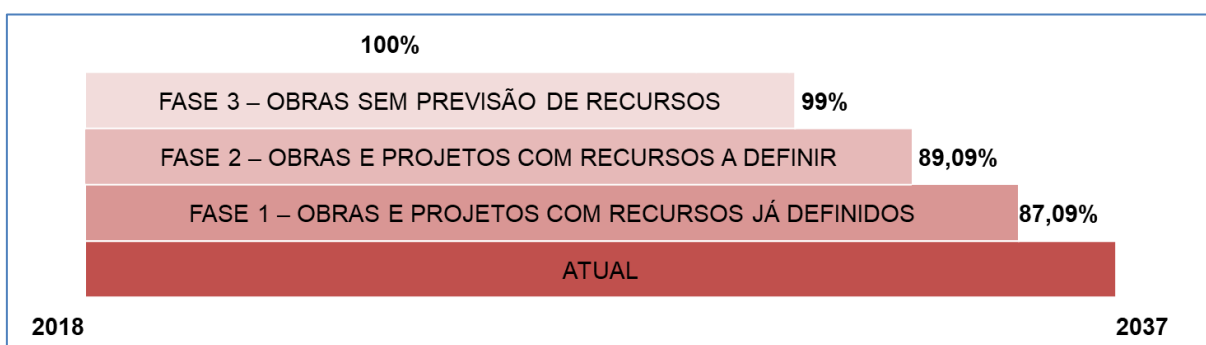 100%
FASE 3 – OBRAS SEM PREVISÃO DE RECURSOS
99%
FASE 2 – OBRAS E PROJETOS COM RECURSOS A DEFINIR
89,09%
FASE 1 – OBRAS E PROJETOS COM RECURSOS JÁ DEFINIDOS
87,09%
ATUAL
2018
2037